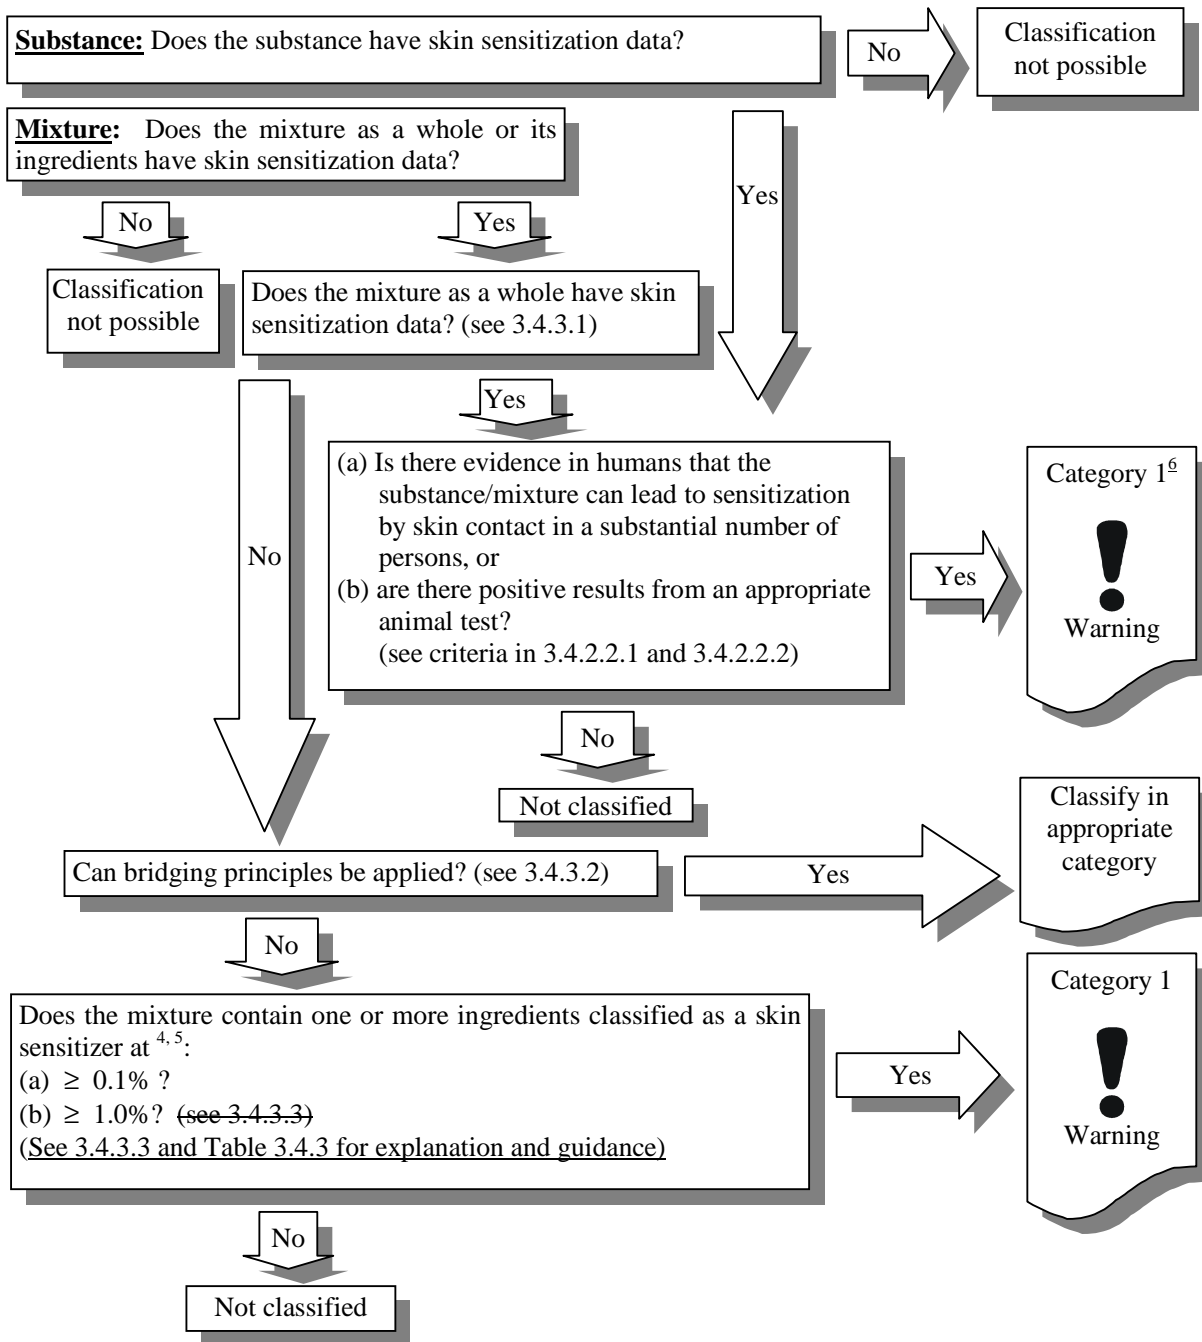 Substance: Does the substance have skin sensitization data?
No
Classification
not possible
Mixture: Does the mixture as a whole or its
ingredients have skin sensitization data?
Yes
No
Yes
Classification
not possible
Does the mixture as a whole have skin
sensitization data? (see 3.4.3.1)
Yes
No
(a) Is there evidence in humans that the
substance/mixture can lead to sensitization
by skin contact in a substantial number of
persons, or
(b) are there positive results from an appropriate
animal test?
(see criteria in 3.4.2.2.1 and 3.4.2.2.2)
Yes
Category 1⁶
!
Warning
No
Not classified
Can bridging principles be applied? (see 3.4.3.2)
Yes
Classify in
appropriate
category
No
Does the mixture contain one or more ingredients classified as a skin
sensitizer at ⁴, ⁵:
(a) ≥ 0.1% ?
(b) ≥ 1.0%? (see 3.4.3.3)
(See 3.4.3.3 and Table 3.4.3 for explanation and guidance)
Yes
Category 1
!
Warning
No
Not classified